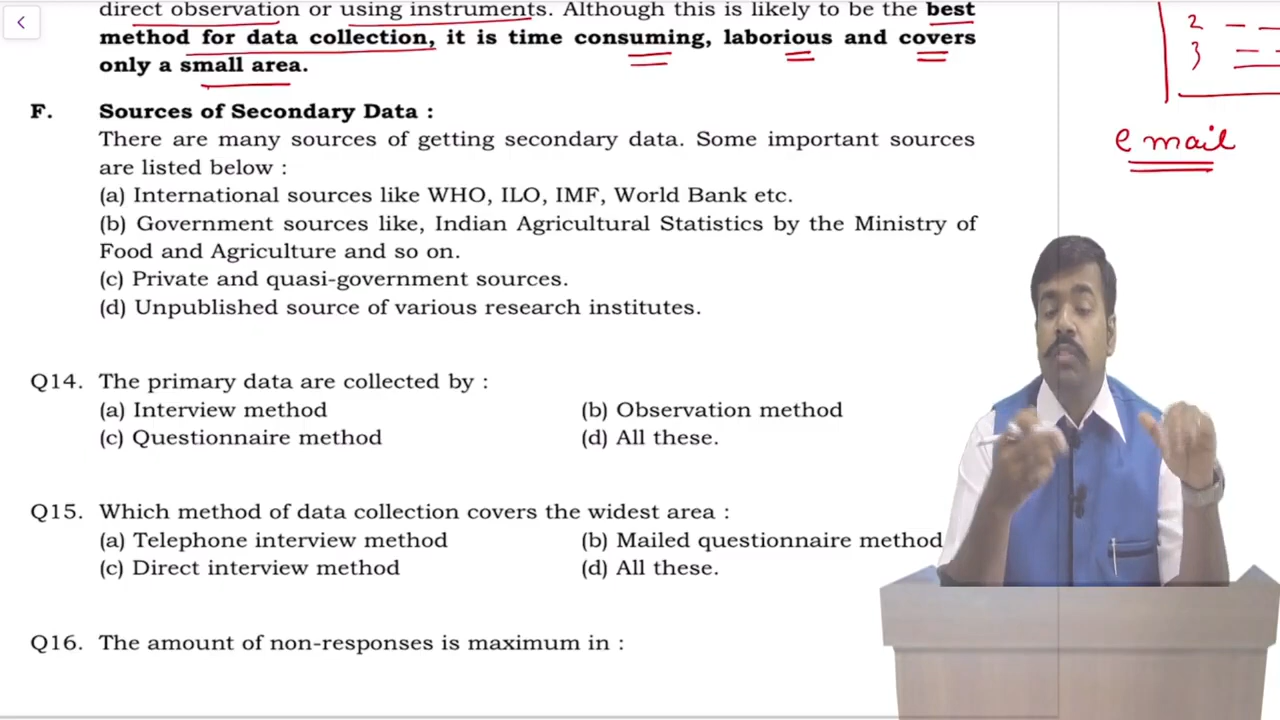 direct observation or using instruments. Although this is likely to be the best
method for data collection, it is time consuming, laborious and covers
only a small area.
F. Sources of Secondary Data :
There are many sources of getting secondary data. Some important sources
are listed below :
(a) International sources like WHO, ILO, IMF, World Bank etc.
(b) Government sources like, Indian Agricultural Statistics by the Ministry of
Food and Agriculture and so on.
(c) Private and quasi-government sources.
(d) Unpublished source of various research institutes.
Q14. The primary data are collected by :
(a) Interview method (b) Observation method
(c) Questionnaire method (d) All these.
Q15. Which method of data collection covers the widest area :
(a) Telephone interview method (b) Mailed questionnaire method
(c) Direct interview method (d) All these.
Q16. The amount of non-responses is maximum in :
2
3
email